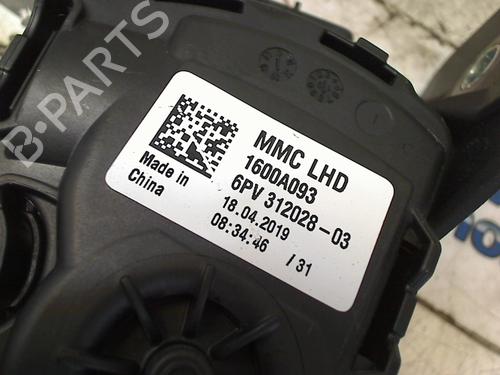 B-PARTS
MMC LHD
1600A093
6PV 312028-03
18.04.2019
08:34:46 /31
Made in
China